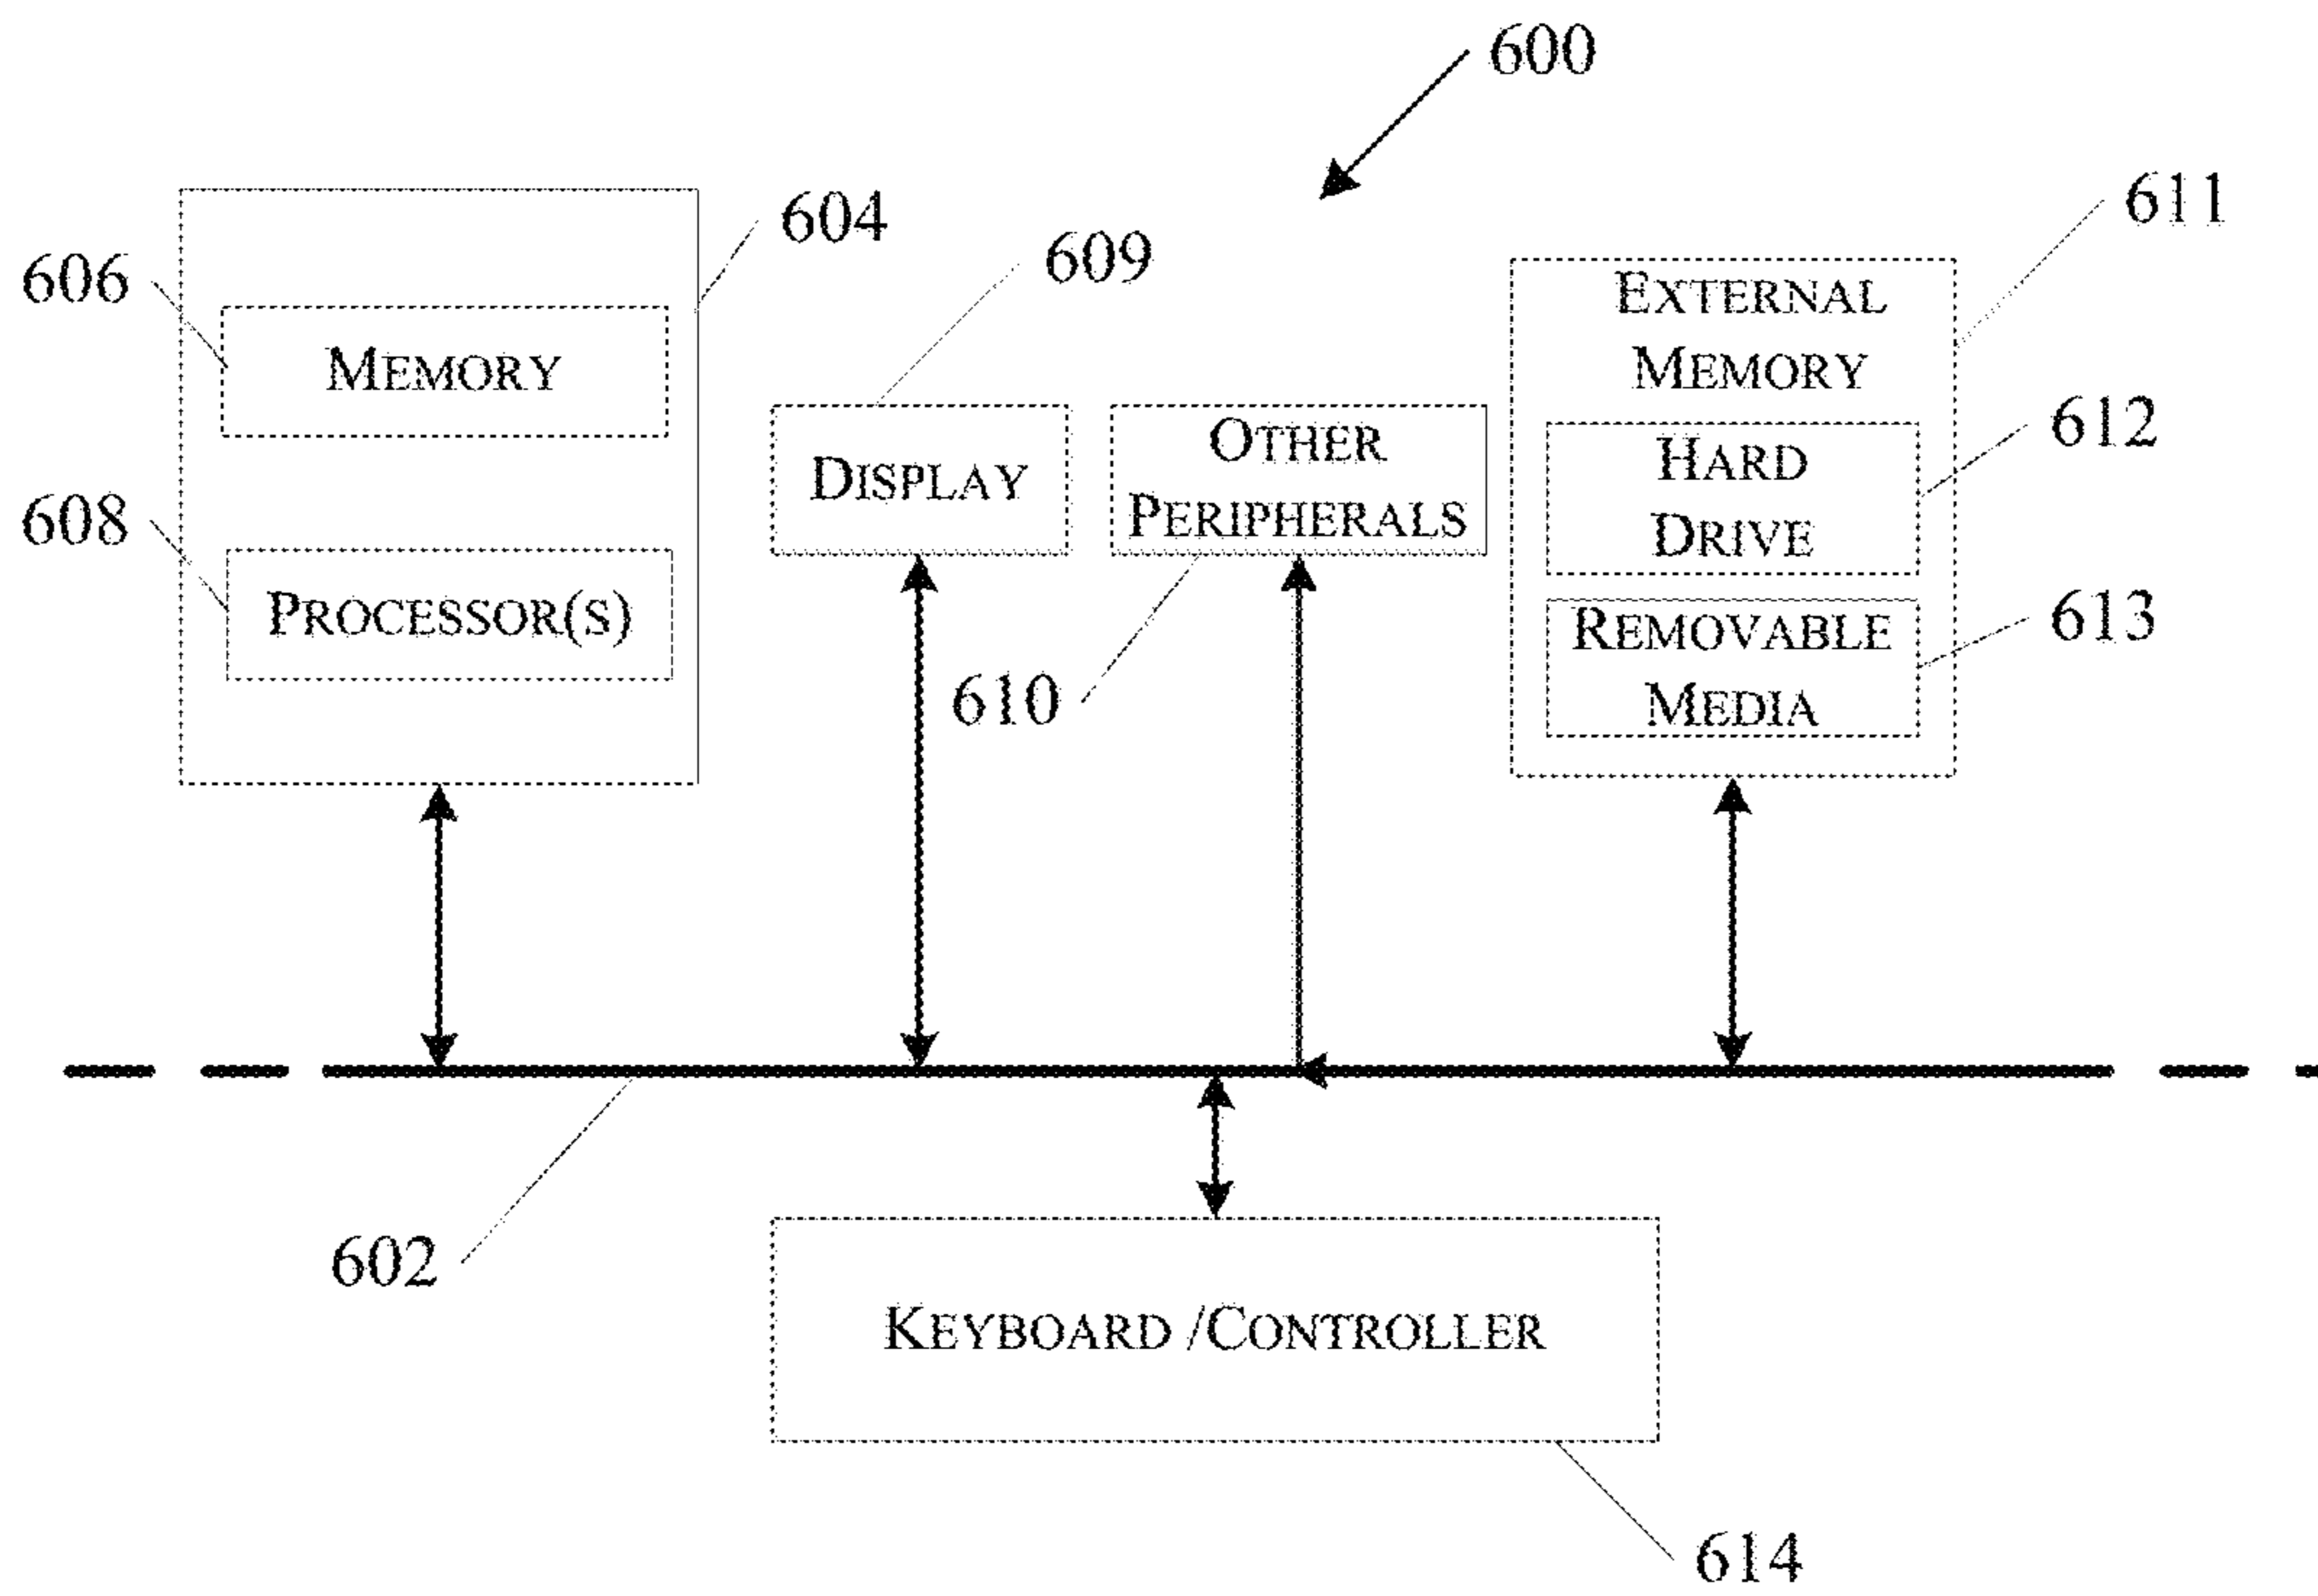 600
604
606
MEMORY
608
PROCESSOR(S)
609
DISPLAY
OTHER
PERIPHERALS
610
611
EXTERNAL
MEMORY
HARD
DRIVE
612
REMOVABLE
MEDIA
613
602
KEYBOARD /CONTROLLER
614